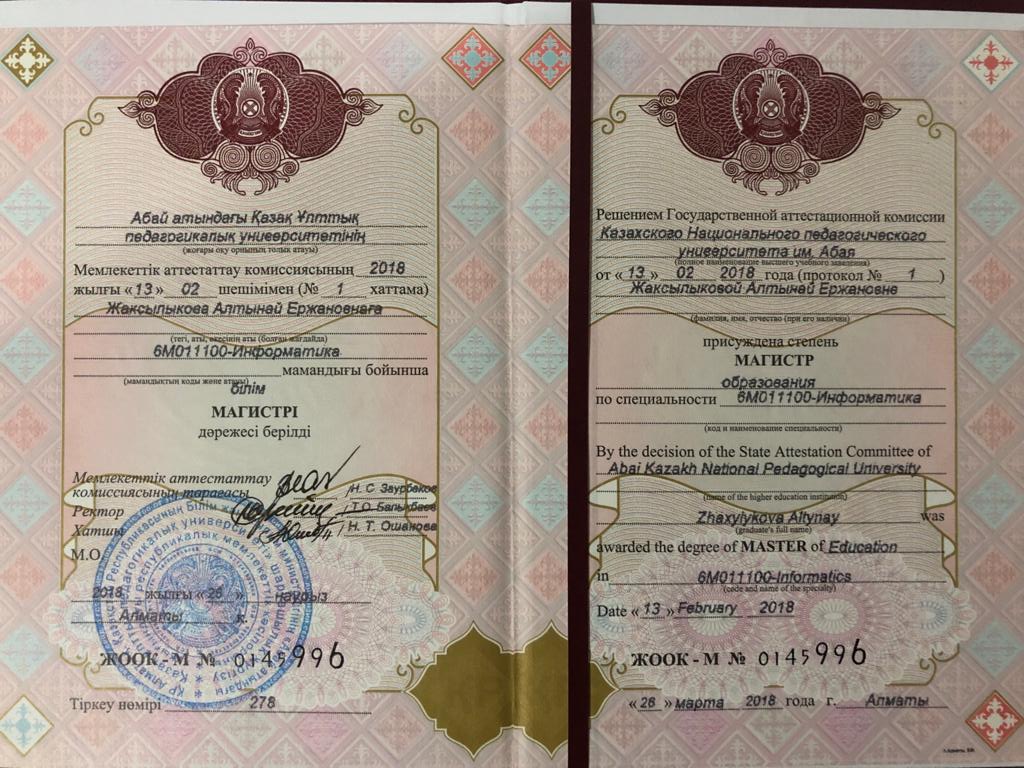 Абай атындағы Қазақ Ұлттық
педагогикалық университетінің
(жоғары оқу орнының толық атауы)
Мемлекеттік аттестаттау комиссиясының 2018
жылғы «13» 02 шешімімен (№ 1 хаттама)
Жаксылыкова Алтынай Ержановнаға
(тегі, аты, әкесінің аты (болған жағдайда)
6М011100-Информатика
мамандығы бойынша
(мамандықтың коды және атауы)
білім
МАГИСТРІ
дәрежесі берілді
Мемлекеттік аттестаттау
комиссиясының төрағасы /Н. С. Заурбеков
Ректор /Т.О. Балықбаев
Хатшы Н. Т. Ошанова
М.О.
2018 жылғы «26» наурыз
Алматы қ.
ЖООК - М № 0145996
Тіркеу нөмірі 278
Решением Государственной аттестационной комиссии
Казахского Национального педагогического
университета им. Абая
(полное наименование высшего учебного заведения)
от «13» 02 2018 года (протокол № 1 )
Жаксылыковой Алтынай Ержановне
(фамилия, имя, отчество (при его наличии)
присуждена степень
МАГИСТР
образования
по специальности 6М011100-Информатика
(код и наименование специальности)
By the decision of the State Attestation Committee of
Abai Kazakh National Pedagogical University
(name of the higher education institution)
Zhaxylykova Altynay was
(graduate's full name)
awarded the degree of MASTER of Education
in 6M011100-Informatics
(code and name of the specialty)
Date «13» February 2018
ЖООК - М № 0145996
«26» марта 2018 года г. Алматы